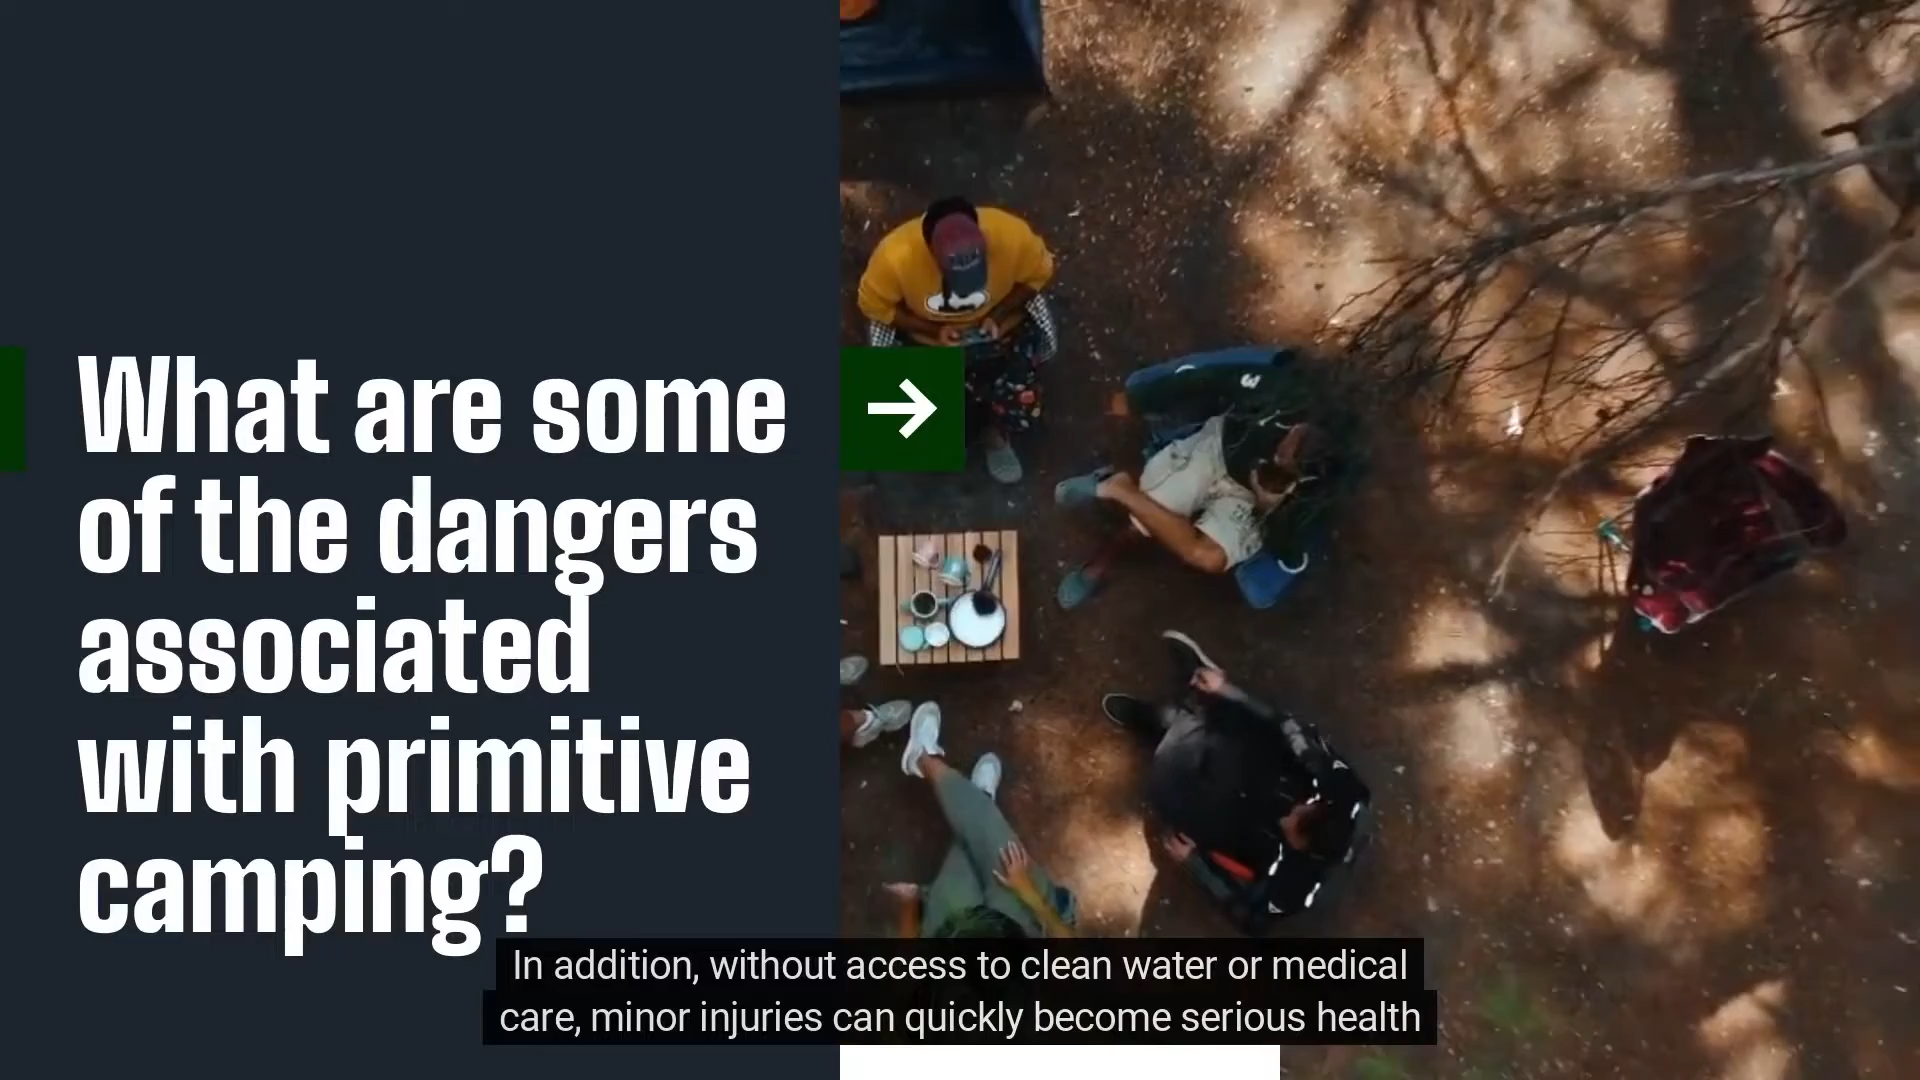 What are some
of the dangers
associated
with primitive
camping?
In addition, without access to clean water or medical
care, minor injuries can quickly become serious health